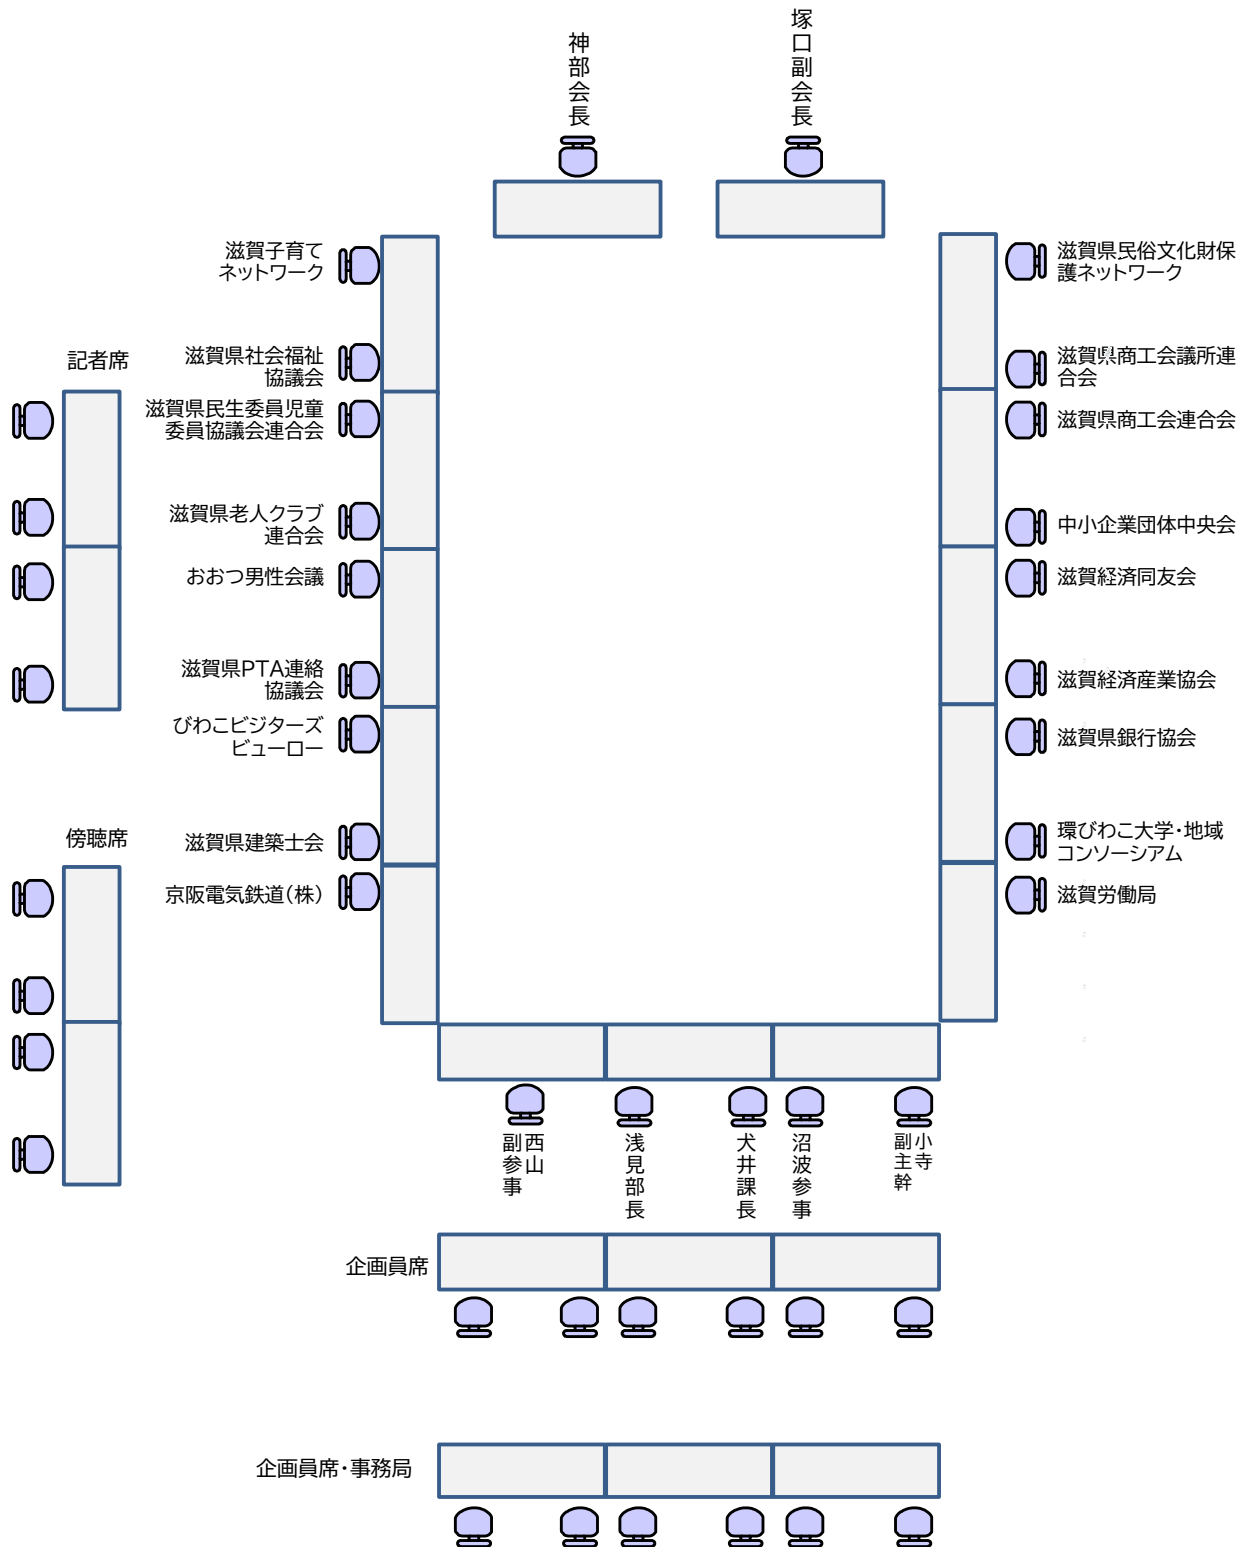 神部会長
塚口副会長
滋賀子育て
ネットワーク
滋賀県社会福祉
協議会
滋賀県民生委員児童
委員協議会連合会
滋賀県老人クラブ
連合会
おおつ男性会議
滋賀県PTA連絡
協議会
びわこビジターズ
ビューロー
滋賀県建築士会
京阪電気鉄道(株)
滋賀県民俗文化財保
護ネットワーク
滋賀県商工会議所連
合会
滋賀県商工会連合会
中小企業団体中央会
滋賀経済同友会
滋賀経済産業協会
滋賀県銀行協会
環びわこ大学・地域
コンソーシアム
滋賀労働局
記者席
傍聴席
西山
副参事
浅見部長
犬井課長
沼波参事
小寺
副主幹
企画員席
企画員席・事務局